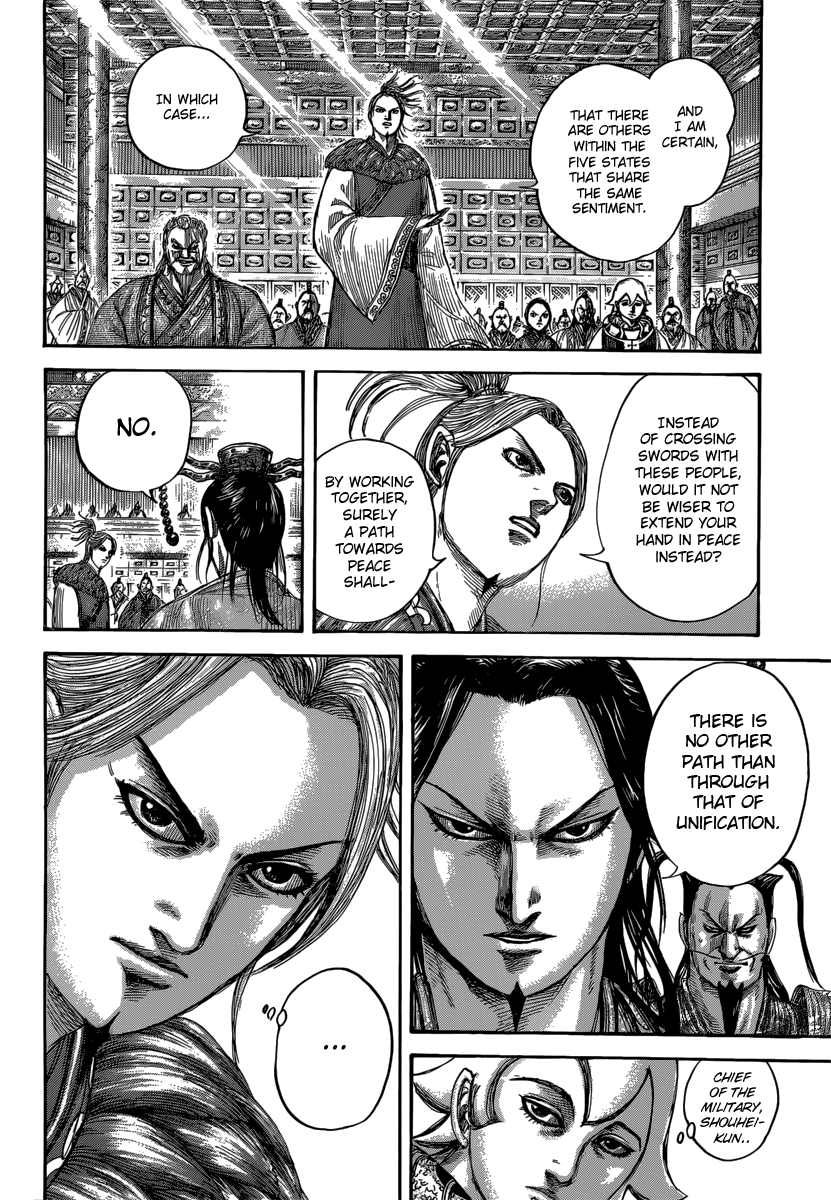 AND
I AM
CERTAIN,
THAT THERE
ARE OTHERS
WITHIN THE
FIVE STATES
THAT SHARE
THE SAME
SENTIMENT.
IN WHICH
CASE...
INSTEAD
OF CROSSING
SWORDS WITH
THESE PEOPLE,
WOULD IT NOT
BE WISER TO
EXTEND YOUR
HAND IN PEACE
INSTEAD?
BY WORKING
TOGETHER,
SURELY
A PATH
TOWARDS
PEACE
SHALL-
NO.
THERE IS
NO OTHER
PATH THAN
THROUGH
THAT OF
UNIFICATION.
...
CHIEF
OF THE
MILITARY,
SHOUHEI-
KUN..